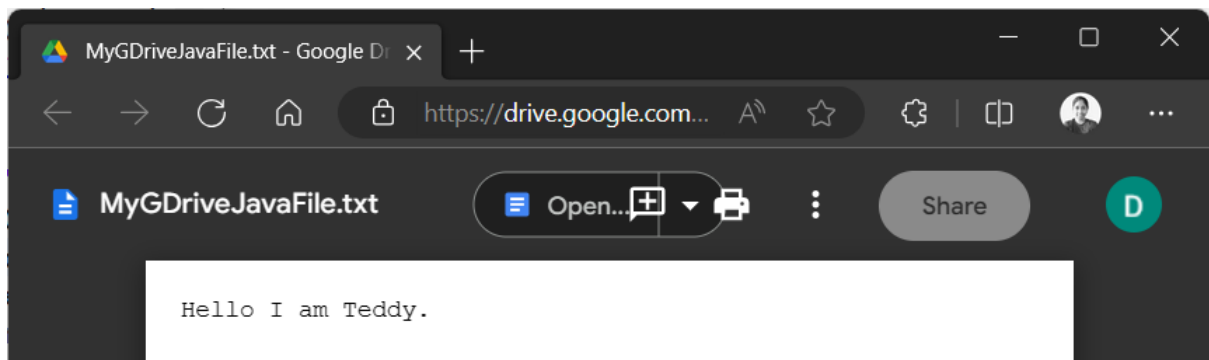 MyGDriveJavaFile.txt - Google Dr
https://drive.google.com...
MyGDriveJavaFile.txt
Open...
Share
D
Hello I am Teddy.